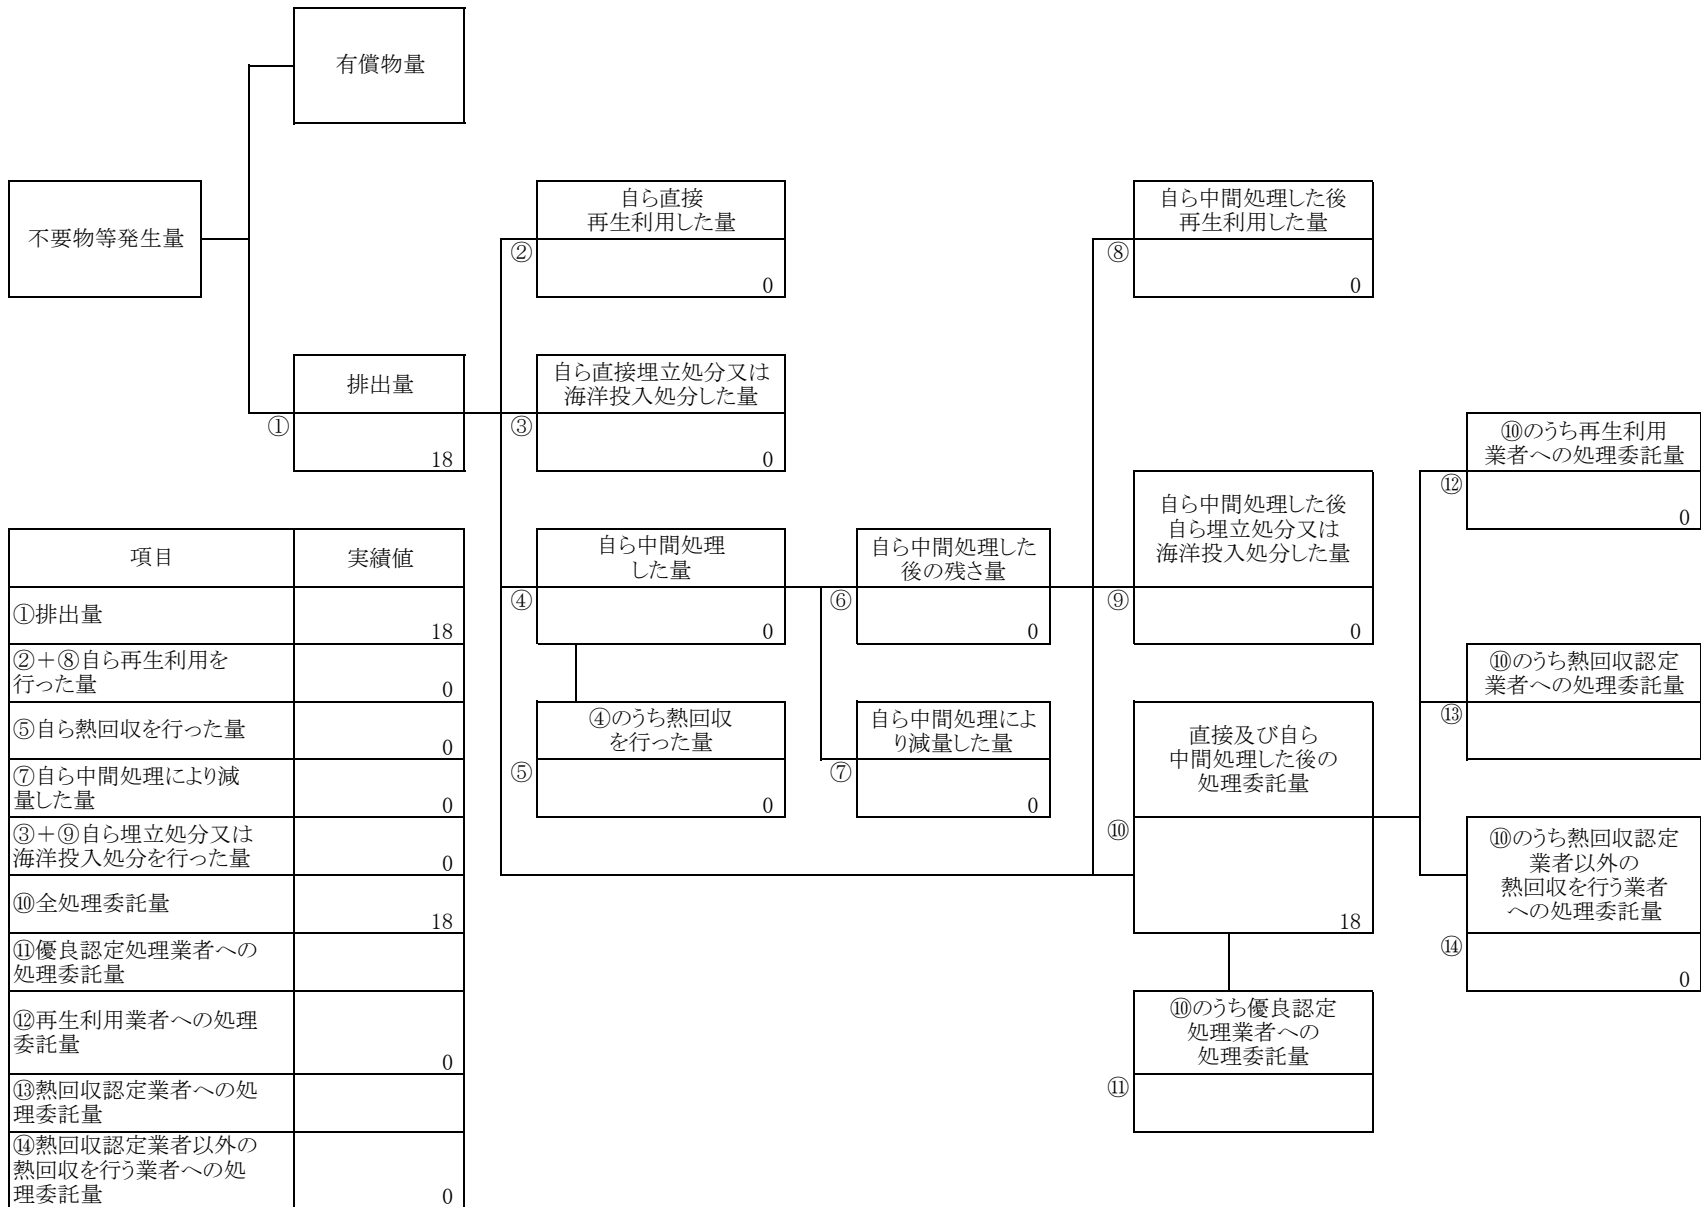 有償物量
不要物等発生量
自ら直接
再生利用した量
②
0
自ら中間処理した後
再生利用した量
⑧
0
排出量
①
18
自ら直接埋立処分又は
海洋投入処分した量
③
0
⑩のうち再生利用
業者への処理委託量
⑫
0
自ら中間処理
した量
④
0
自ら中間処理した
後の残さ量
⑥
0
自ら中間処理した後
自ら埋立処分又は
海洋投入処分した量
⑨
0
⑩のうち熱回収認定
業者への処理委託量
⑬
④のうち熱回収
を行った量
⑤
0
自ら中間処理によ
り減量した量
⑦
0
直接及び自ら
中間処理した後の
処理委託量
⑩
18
⑩のうち熱回収認定
業者以外の
熱回収を行う業者
への処理委託量
⑭
0
⑩のうち優良認定
処理業者への
処理委託量
⑪
項目 実績値
①排出量
18
②+⑧自ら再生利用を
行った量 0
⑤自ら熱回収を行った量
0
⑦自ら中間処理により減
量した量 0
③+⑨自ら埋立処分又は
海洋投入処分を行った量 0
⑩全処理委託量
18
⑪優良認定処理業者への
処理委託量
⑫再生利用業者への処理
委託量
0
⑬熱回収認定業者への処
理委託量
⑭熱回収認定業者以外の
熱回収を行う業者への処
理委託量 0